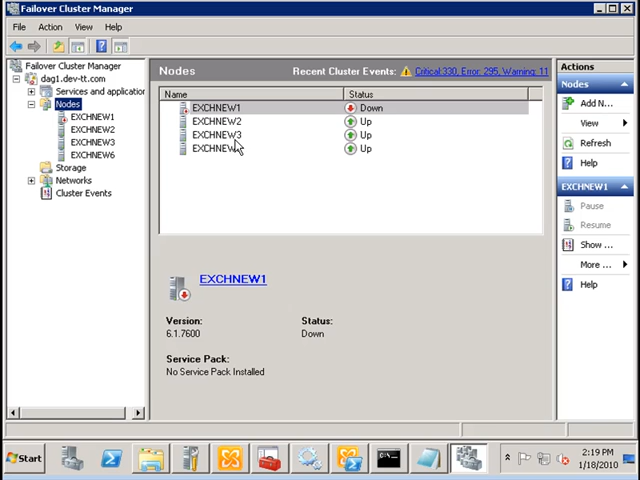 Failover Cluster Manager
File Action View Help
Failover Cluster Manager
dag1.dev-tt.com
Services and application
Nodes
EXCHNEW1
EXCHNEW2
EXCHNEW3
EXCHNEW6
Storage
Networks
Cluster Events
Nodes
Recent Cluster Events: Critical:330, Error: 295, Warning: 11
Name Status
EXCHNEW1 Down
EXCHNEW2 Up
EXCHNEW3 Up
Up
EXCHNEW1
Version: Status:
6.1.7600 Down
Service Pack:
No Service Pack Installed
Actions
Nodes
Add N...
View
Refresh
Help
EXCHNEW1
Pause
Resume
Show ...
More ...
Help
Start
2:19 PM
1/18/2010